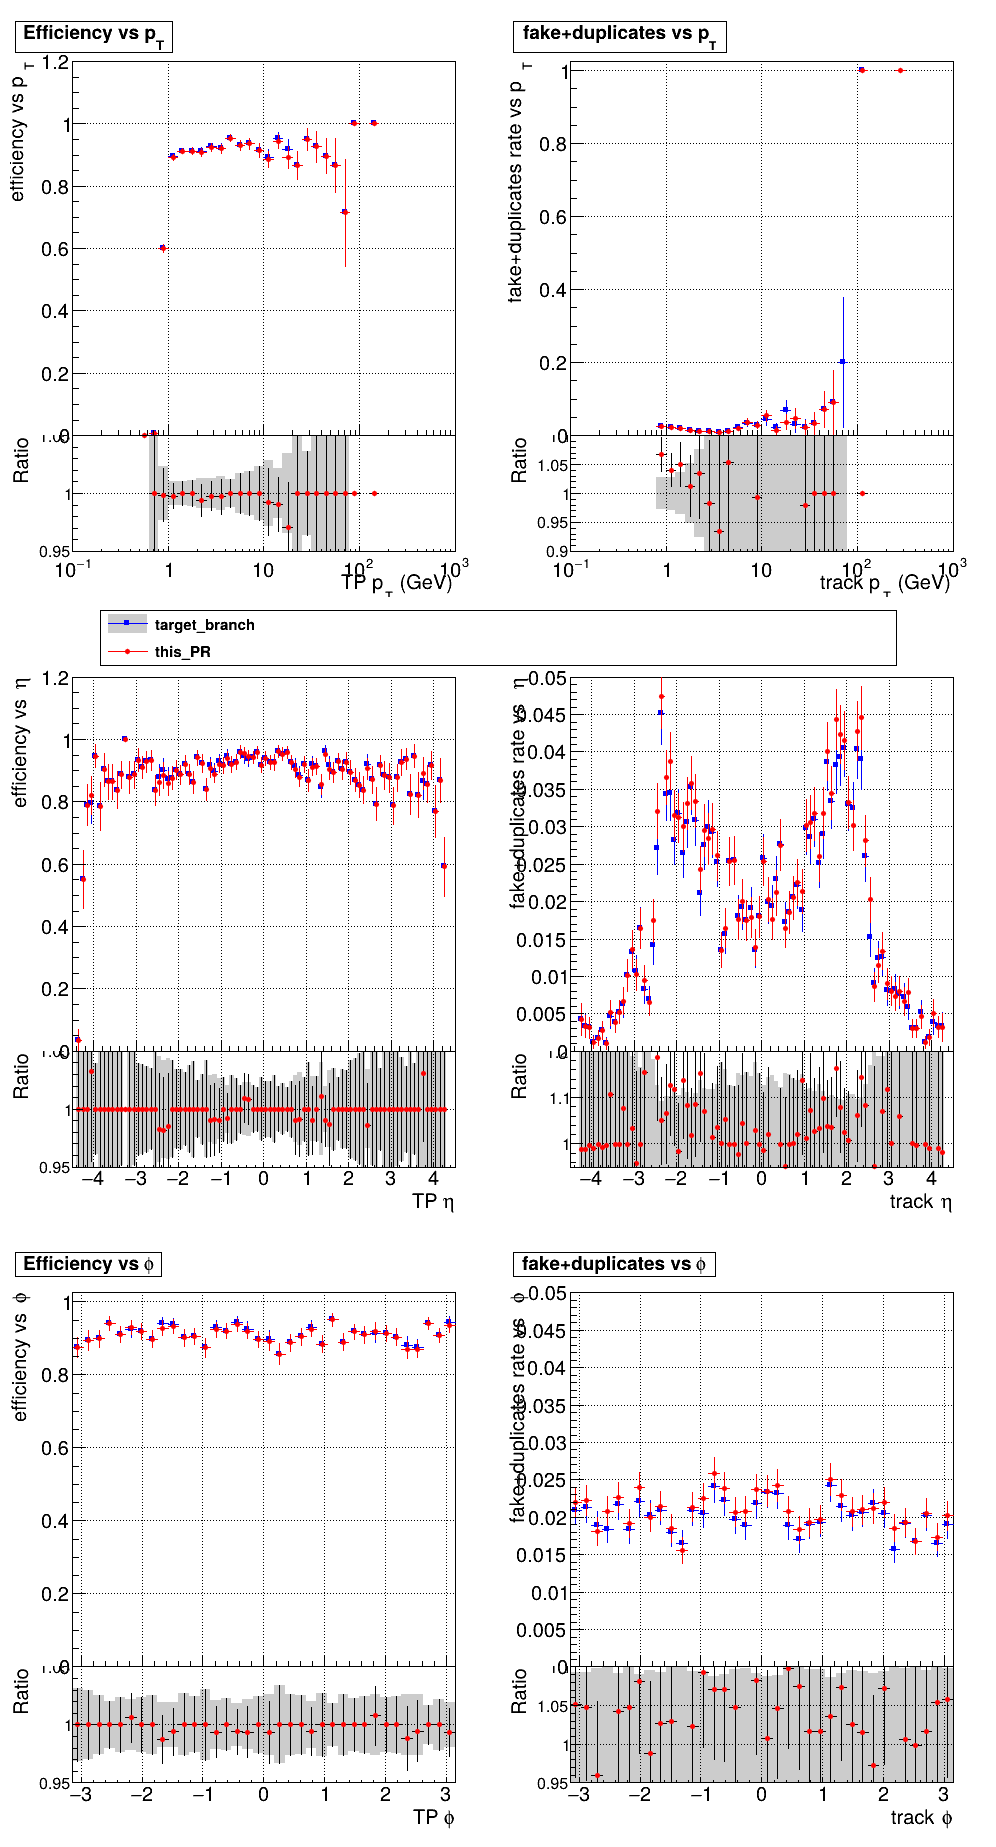 Efficiency vs p_T
fake+duplicates vs p_T
efficiency vs p_T
1.2
1
0.8
0.6
0.4
0.2
0
Ratio
1
0.95
10^−1 1 10 10^2 10^3
TP p_T (GeV)
fake+duplicates rate vs p_T
1
0.8
0.6
0.4
0.2
0
Ratio
1.05
1
0.95
0.9
10^−1 1 10 10^2 10^3
track p_T (GeV)
target_branch
this_PR
efficiency vs η
1.2
1
0.8
0.6
0.4
0.2
0
Ratio
1
0.95
−4 −3 −2 −1 0 1 2 3 4
TP η
fake+duplicates rate vs η
0.05
0.045
0.04
0.035
0.03
0.025
0.02
0.015
0.01
0.005
0
Ratio
1.1
1
−4 −3 −2 −1 0 1 2 3 4
track η
Efficiency vs ϕ
fake+duplicates vs ϕ
efficiency vs ϕ
1
0.8
0.6
0.4
0.2
0
Ratio
1
0.95
−3 −2 −1 0 1 2 3
TP ϕ
fake+duplicates rate vs ϕ
0.05
0.045
0.04
0.035
0.03
0.025
0.02
0.015
0.01
0.005
0
Ratio
1.05
1
0.95
−3 −2 −1 0 1 2 3
track ϕ